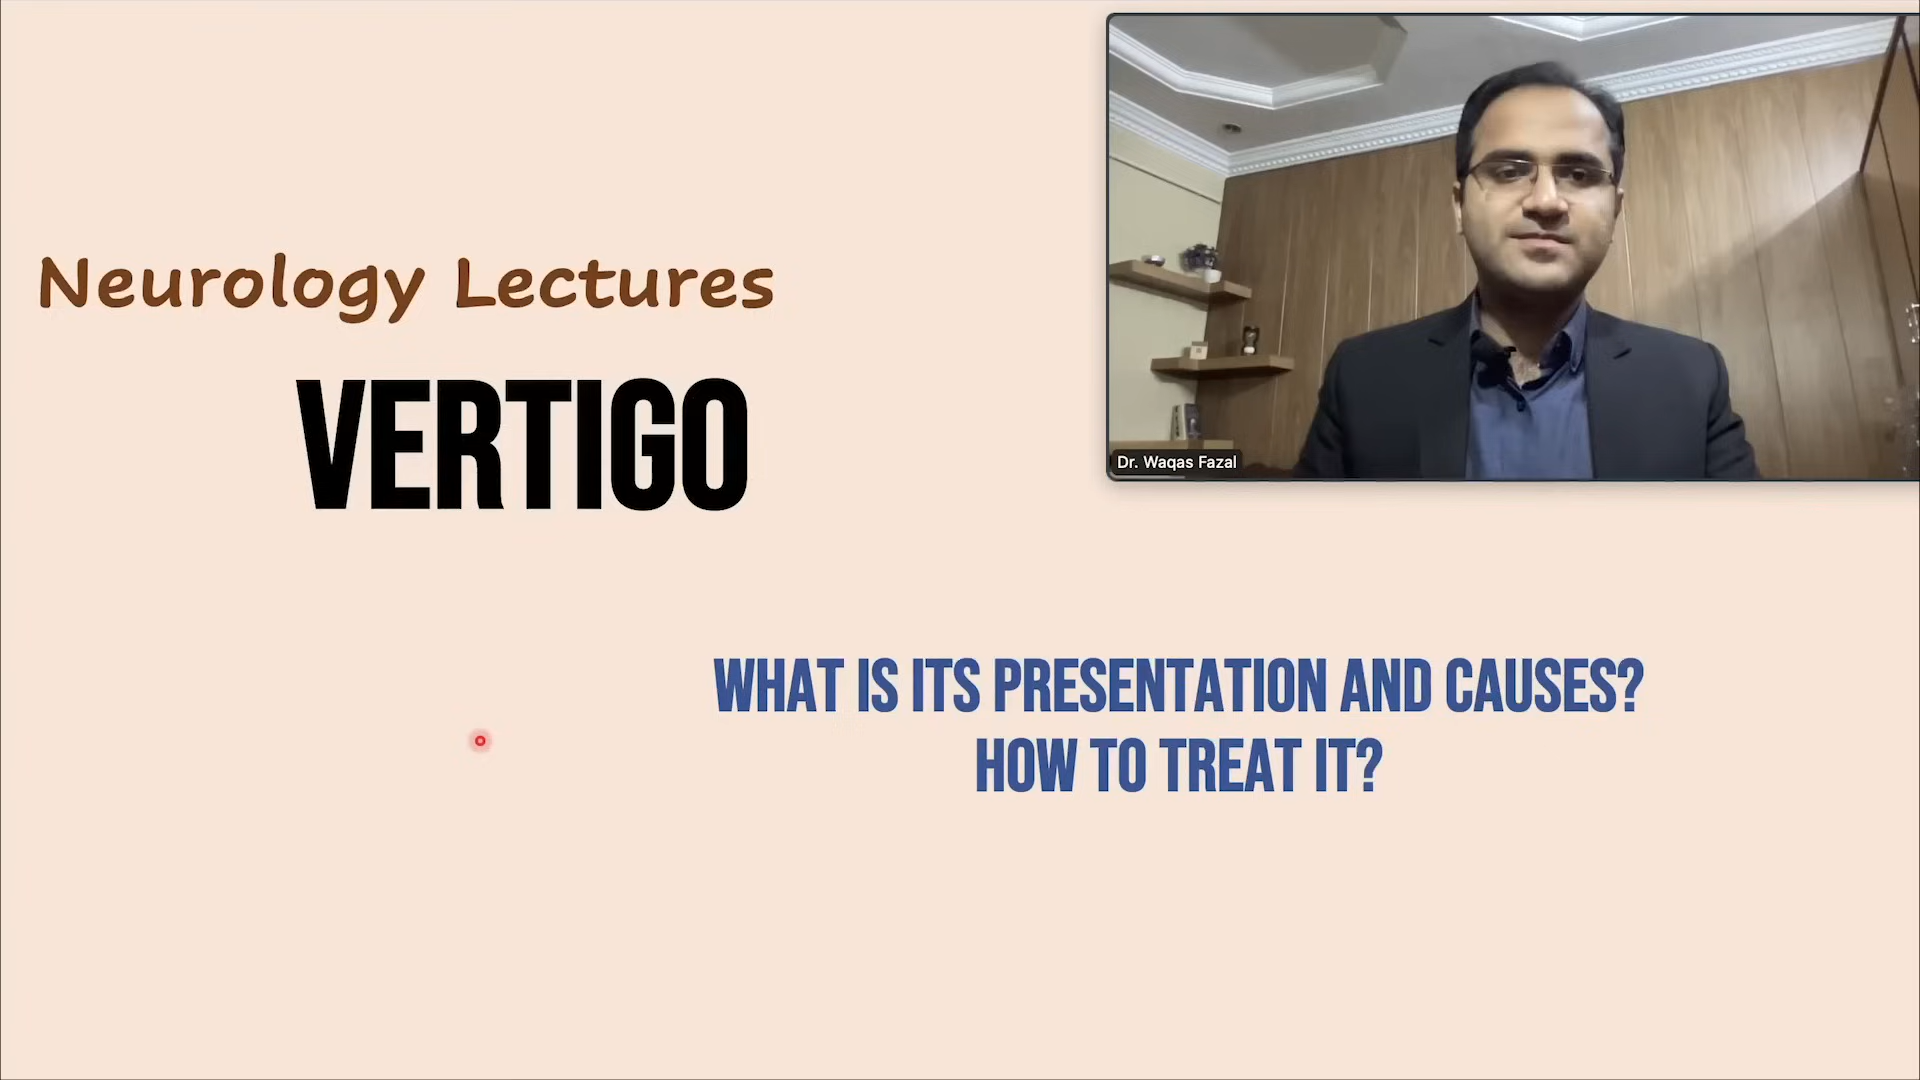 Neurology Lectures
VERTIGO
Dr. Waqas Fazal
WHAT IS ITS PRESENTATION AND CAUSES?
HOW TO TREAT IT?